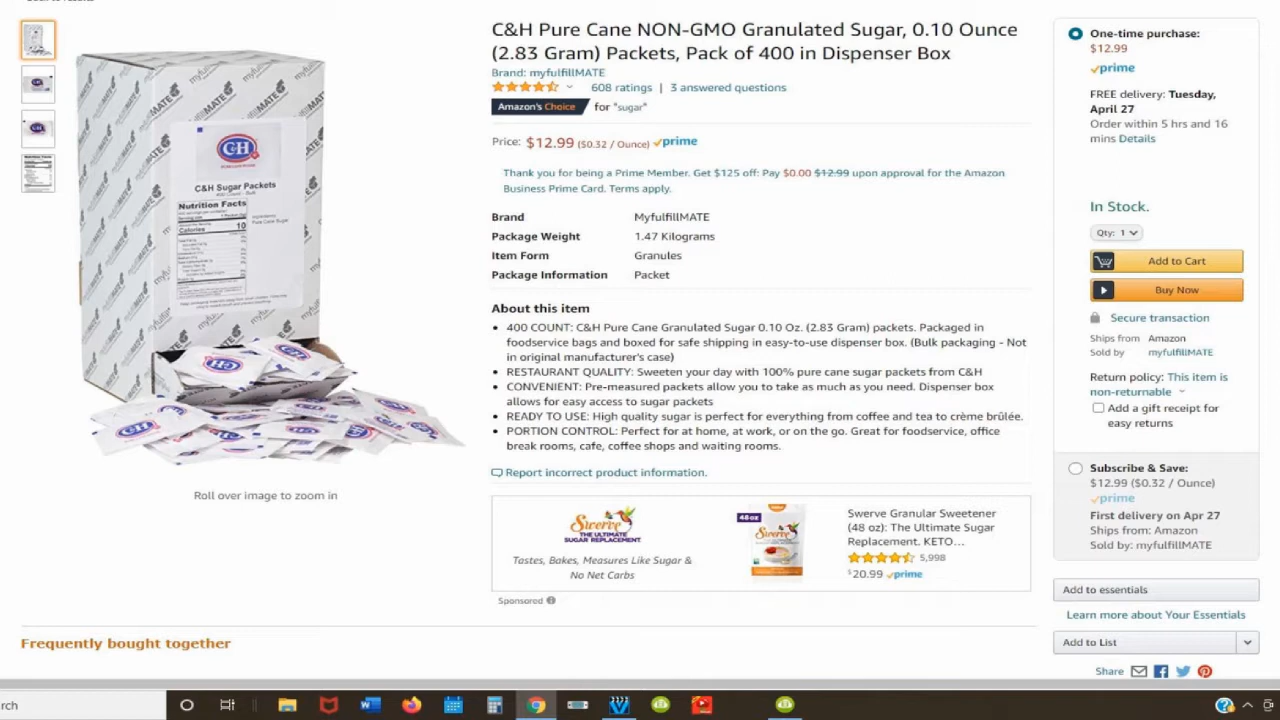 C&H Pure Cane NON-GMO Granulated Sugar, 0.10 Ounce
(2.83 Gram) Packets, Pack of 400 in Dispenser Box
Brand: myfulfillMATE
608 ratings | 3 answered questions
Amazon's Choice for "sugar"
Price: $12.99 ($0.32 / Ounce) prime
Thank you for being a Prime Member. Get $125 off: Pay $0.00 $12.99 upon approval for the Amazon
Business Prime Card. Terms apply.
Brand MyfulfillMATE
Package Weight 1.47 Kilograms
Item Form Granules
Package Information Packet
About this item
• 400 COUNT: C&H Pure Cane Granulated Sugar 0.10 Oz. (2.83 Gram) packets. Packaged in
foodservice bags and boxed for safe shipping in easy-to-use dispenser box. (Bulk packaging - Not
in original manufacturer's case)
• RESTAURANT QUALITY: Sweeten your day with 100% pure cane sugar packets from C&H
• CONVENIENT: Pre-measured packets allow you to take as much as you need. Dispenser box
allows for easy access to sugar packets
• READY TO USE: High quality sugar is perfect for everything from coffee and tea to crème brûlée.
• PORTION CONTROL: Perfect for at home, at work, or on the go. Great for foodservice, office
break rooms, cafe, coffee shops and waiting rooms.
Report incorrect product information.
Swerve
THE ULTIMATE
SUGAR REPLACEMENT
Tastes, Bakes, Measures Like Sugar &
No Net Carbs
48oz
Swerve
Swerve Granular Sweetener
(48 oz): The Ultimate Sugar
Replacement. KETO...
5,998
$20.99 prime
Sponsored
C&H
C&H Sugar Packets
Nutrition Facts
Calories 10
Roll over image to zoom in
Frequently bought together
One-time purchase:
$12.99
prime
FREE delivery: Tuesday,
April 27
Order within 5 hrs and 16
mins Details
In Stock.
Qty: 1
Add to Cart
Buy Now
Secure transaction
Ships from Amazon
Sold by myfulfillMATE
Return policy: This item is
non-returnable
Add a gift receipt for
easy returns
Subscribe & Save:
$12.99 ($0.32 / Ounce)
prime
First delivery on Apr 27
Ships from: Amazon
Sold by: myfulfillMATE
Add to essentials
Learn more about Your Essentials
Add to List
Share
rch